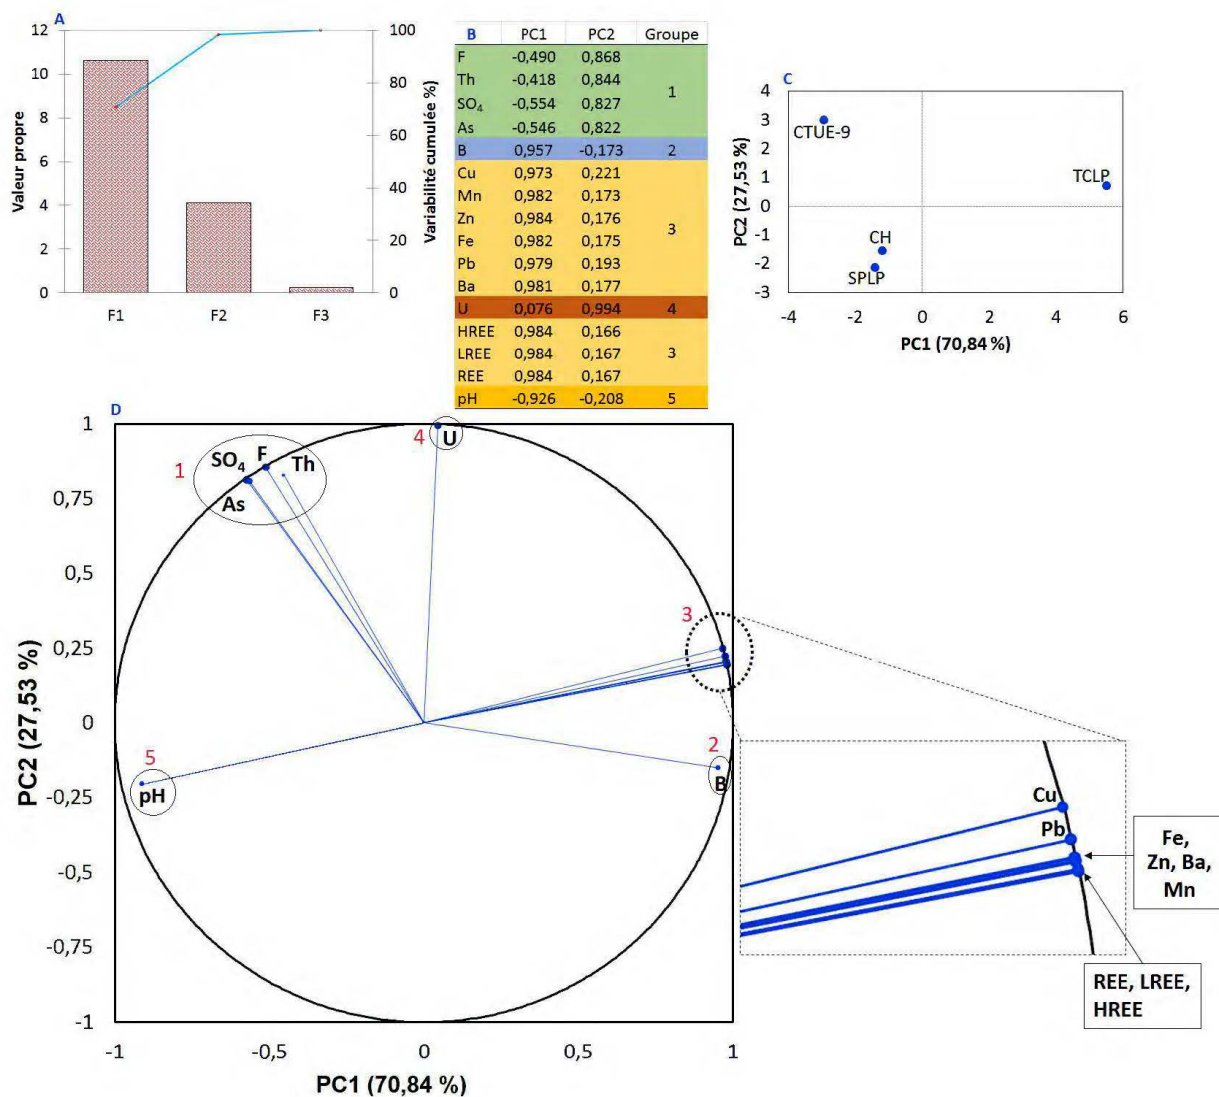 A
Valeur propre
12
10
8
6
4
2
0
F1 F2 F3
100
80
60
40
20
0
Variabilité cumulée %
B PC1 PC2 Groupe
F -0,490 0,868
Th -0,418 0,844
1
SO₄ -0,554 0,827
As -0,546 0,822
B 0,957 -0,173 2
Cu 0,973 0,221
Mn 0,982 0,173
Zn 0,984 0,176
3
Fe 0,982 0,175
Pb 0,979 0,193
Ba 0,981 0,177
U 0,076 0,994 4
HREE 0,984 0,166
LREE 0,984 0,167 3
REE 0,984 0,167
pH -0,926 -0,208 5
C
PC2 (27,53 %)
4
3
2
1
0
-1
-2
-3
CTUE-9
TCLP
CH
SPLP
-4 -2 0 2 4 6
PC1 (70,84 %)
D
PC2 (27,53 %)
1
0,75
0,5
0,25
0
-0,25
-0,5
-0,75
-1
1
SO₄ F Th
As
4 U
3
2
B
5
pH
-1 -0,5 0 0,5 1
PC1 (70,84 %)
Cu
Pb
Fe,
Zn, Ba,
Mn
REE, LREE,
HREE